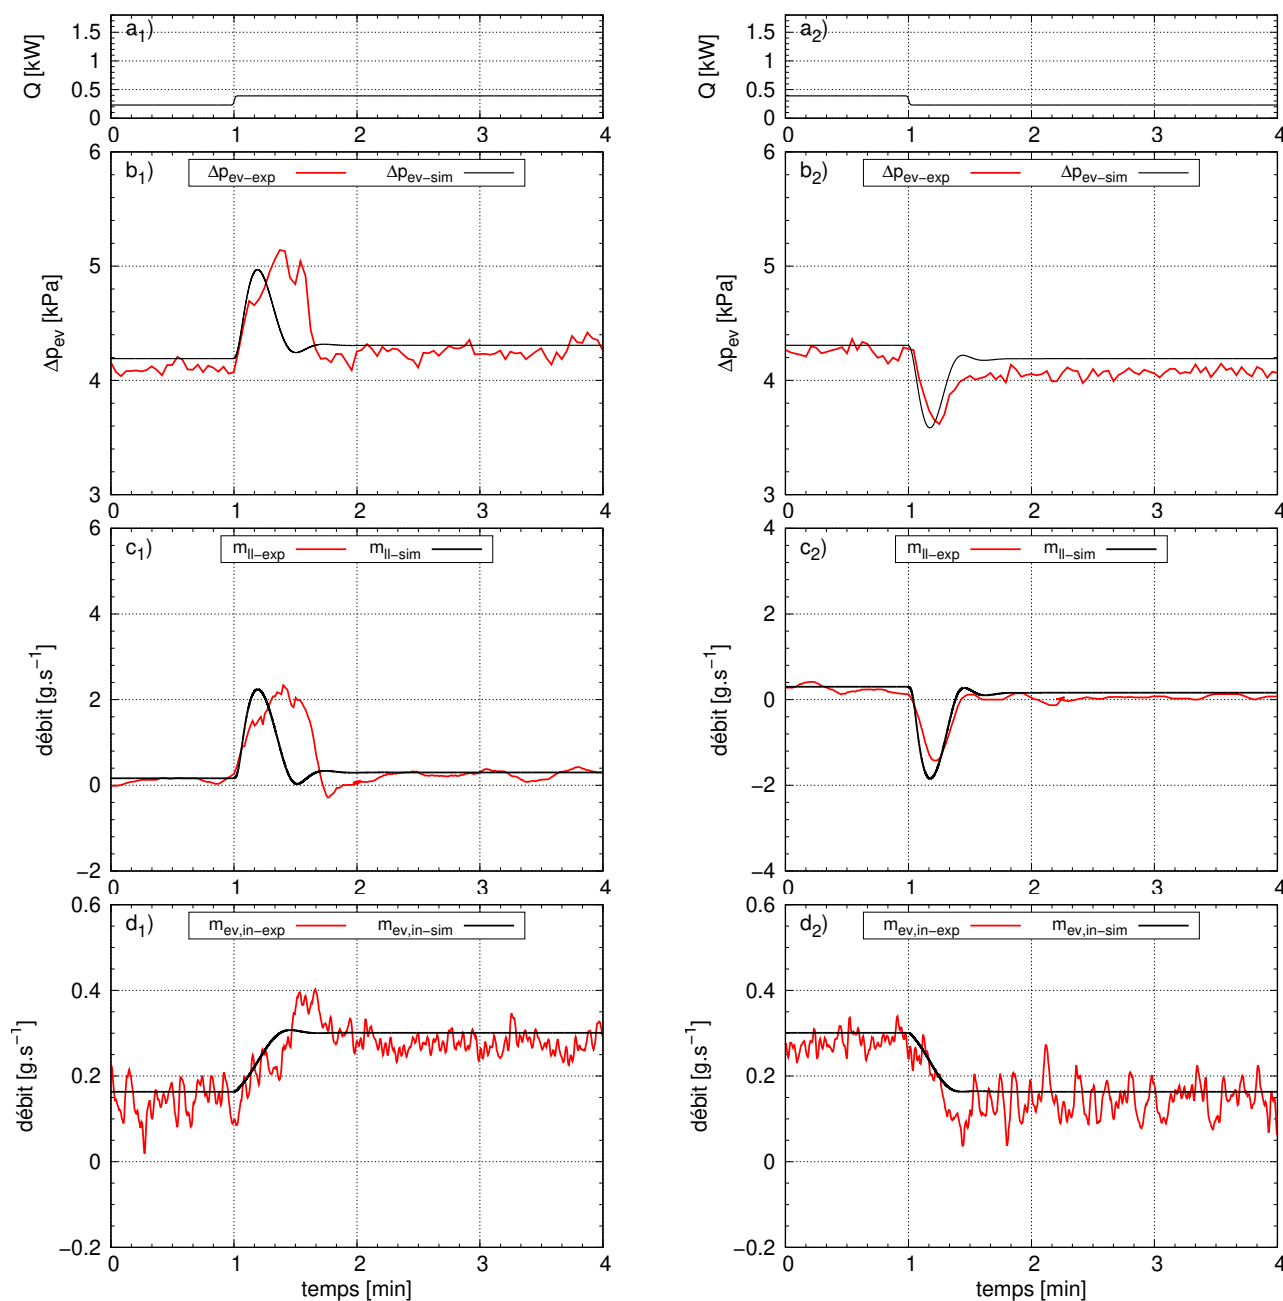 a1)
Q [kW]
1.5
1
0.5
0
0 1 2 3 4
b1)
Δpev−exp Δpev−sim
Δpev [kPa]
6
5
4
3
0 1 2 3 4
c1)
mll−exp mll−sim
débit [g.s−1]
6
4
2
0
−2
0 1 2 3 4
d1)
mev,in−exp mev,in−sim
débit [g.s−1]
0.6
0.4
0.2
0
−0.2
0 1 2 3 4
temps [min]
a2)
Q [kW]
1.5
1
0.5
0
0 1 2 3 4
b2)
Δpev−exp Δpev−sim
Δpev [kPa]
6
5
4
3
0 1 2 3 4
c2)
mll−exp mll−sim
débit [g.s−1]
4
2
0
−2
−4
0 1 2 3 4
d2)
mev,in−exp mev,in−sim
débit [g.s−1]
0.6
0.4
0.2
0
−0.2
0 1 2 3 4
temps [min]